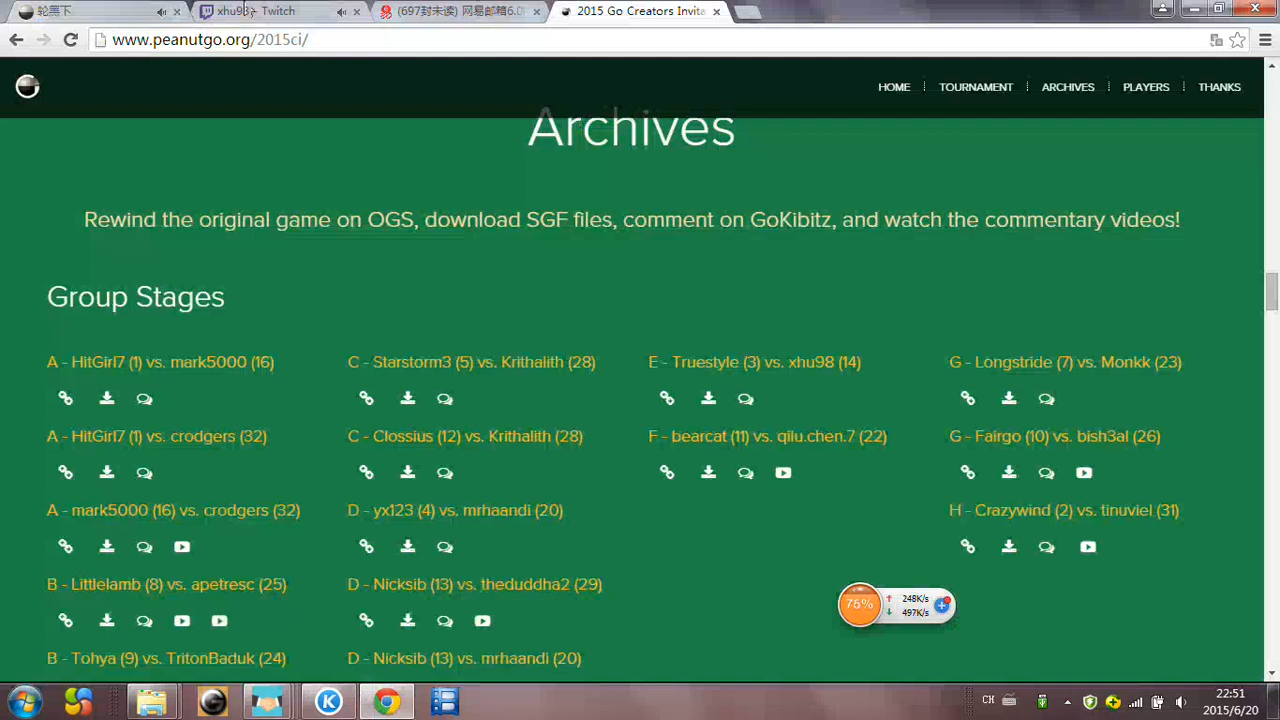 轮黑下
xhu98 - Twitch
(697封未读) 网易邮箱6.0
2015 Go Creators Invita
www.peanutgo.org/2015ci/
HOME
TOURNAMENT
ARCHIVES
PLAYERS
THANKS
Archives
Rewind the original game on OGS, download SGF files, comment on GoKibitz, and watch the commentary videos!
Group Stages
A - HitGirl7 (1) vs. mark5000 (16)
A - HitGirl7 (1) vs. crodgers (32)
A - mark5000 (16) vs. crodgers (32)
B - Littlelamb (8) vs. apetresc (25)
B - Tohya (9) vs. TritonBaduk (24)
C - Starstorm3 (5) vs. Krithalith (28)
C - Clossius (12) vs. Krithalith (28)
D - yx123 (4) vs. mrhaandi (20)
D - Nicksib (13) vs. theduddha2 (29)
D - Nicksib (13) vs. mrhaandi (20)
E - Truestyle (3) vs. xhu98 (14)
F - bearcat (11) vs. qilu.chen.7 (22)
G - Longstride (7) vs. Monkk (23)
G - Fairgo (10) vs. bish3al (26)
H - Crazywind (2) vs. tinuviel (31)
75%
248K/s
497K/s
CH
22:51
2015/6/20